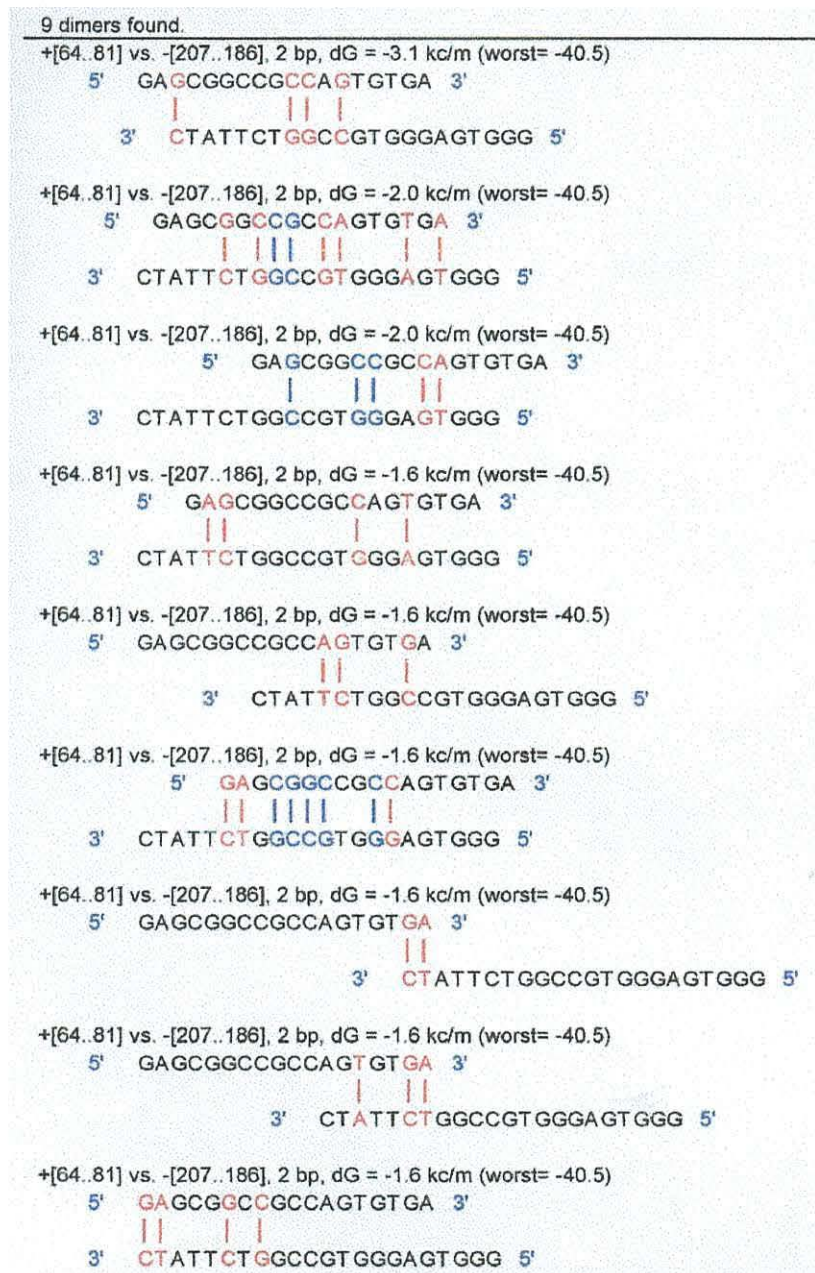 9 dimers found.
+[64..81] vs. -[207..186], 2 bp, dG = -3.1 kc/m (worst= -40.5)
5' GAGCGGCCGCCAGTGTGA 3'
3' CTATTCTGGCCGTGGGAGTGGG 5'
+[64..81] vs. -[207..186], 2 bp, dG = -2.0 kc/m (worst= -40.5)
5' GAGCGGCCGCCAGTGTGA 3'
3' CTATTCTGGCCGTGGGAGTGGG 5'
+[64..81] vs. -[207..186], 2 bp, dG = -2.0 kc/m (worst= -40.5)
5' GAGCGGCCGCCAGTGTGA 3'
3' CTATTCTGGCCGTGGGAGTGGG 5'
+[64..81] vs. -[207..186], 2 bp, dG = -1.6 kc/m (worst= -40.5)
5' GAGCGGCCGCCAGTGTGA 3'
3' CTATTCTGGCCGTGGGAGTGGG 5'
+[64..81] vs. -[207..186], 2 bp, dG = -1.6 kc/m (worst= -40.5)
5' GAGCGGCCGCCAGTGTGA 3'
3' CTATTCTGGCCGTGGGAGTGGG 5'
+[64..81] vs. -[207..186], 2 bp, dG = -1.6 kc/m (worst= -40.5)
5' GAGCGGCCGCCAGTGTGA 3'
3' CTATTCTGGCCGTGGGAGTGGG 5'
+[64..81] vs. -[207..186], 2 bp, dG = -1.6 kc/m (worst= -40.5)
5' GAGCGGCCGCCAGTGTGA 3'
3' CTATTCTGGCCGTGGGAGTGGG 5'
+[64..81] vs. -[207..186], 2 bp, dG = -1.6 kc/m (worst= -40.5)
5' GAGCGGCCGCCAGTGTGA 3'
3' CTATTCTGGCCGTGGGAGTGGG 5'
+[64..81] vs. -[207..186], 2 bp, dG = -1.6 kc/m (worst= -40.5)
5' GAGCGGCCGCCAGTGTGA 3'
3' CTATTCTGGCCGTGGGAGTGGG 5'